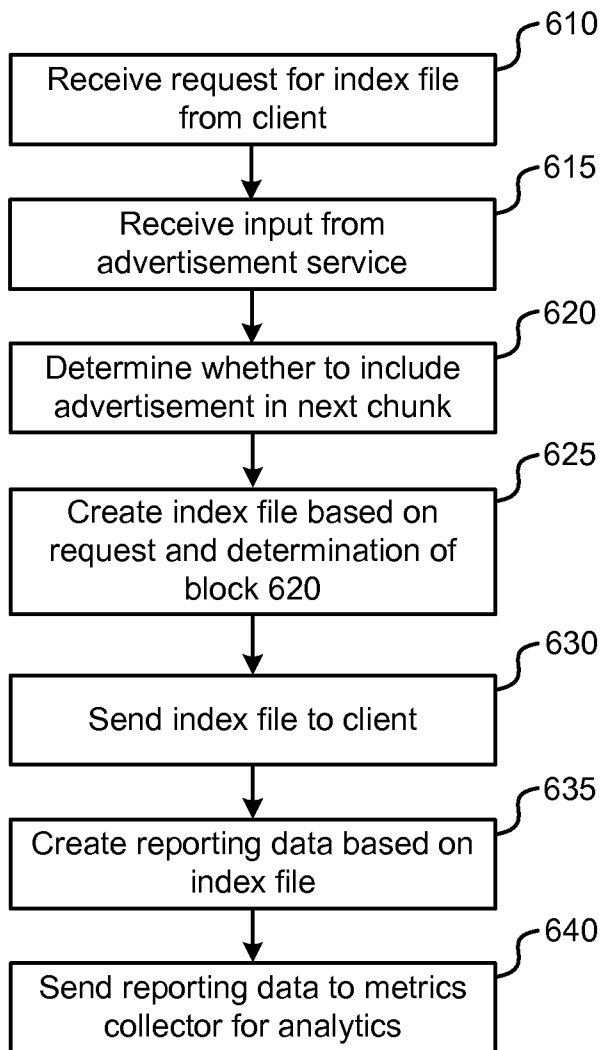 610
Receive request for index file
from client
615
Receive input from
advertisement service
620
Determine whether to include
advertisement in next chunk
625
Create index file based on
request and determination of
block 620
630
Send index file to client
635
Create reporting data based on
index file
640
Send reporting data to metrics
collector for analytics